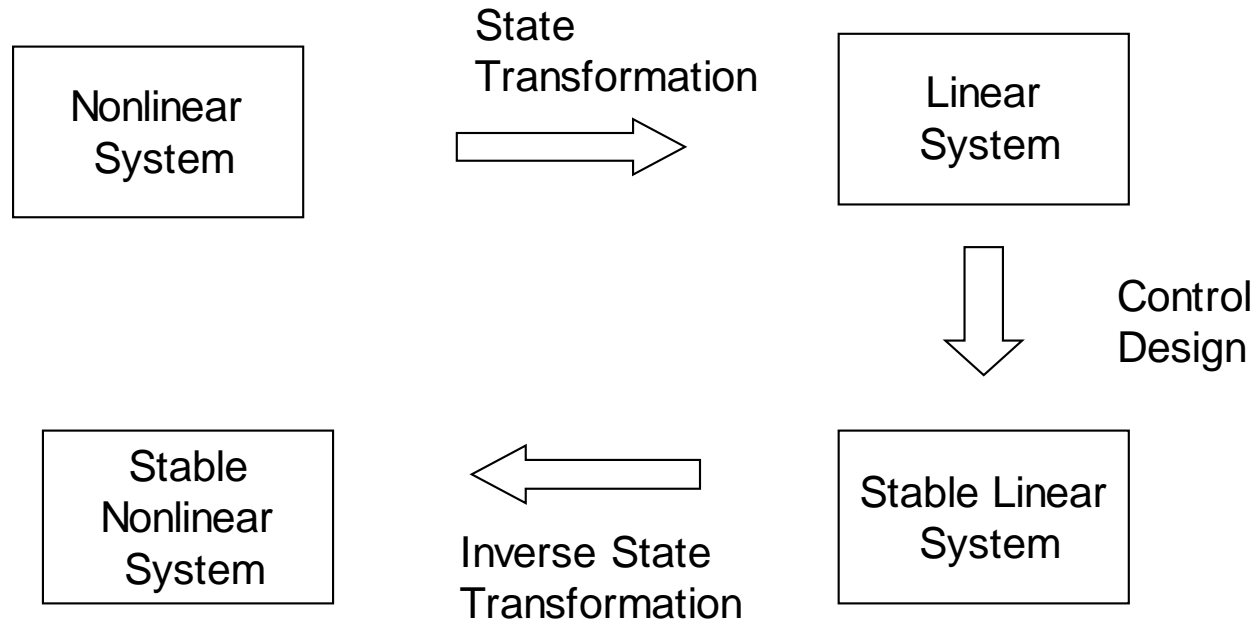 Nonlinear
System
State
Transformation
Linear
System
Control
Design
Stable Linear
System
Inverse State
Transformation
Stable
Nonlinear
System